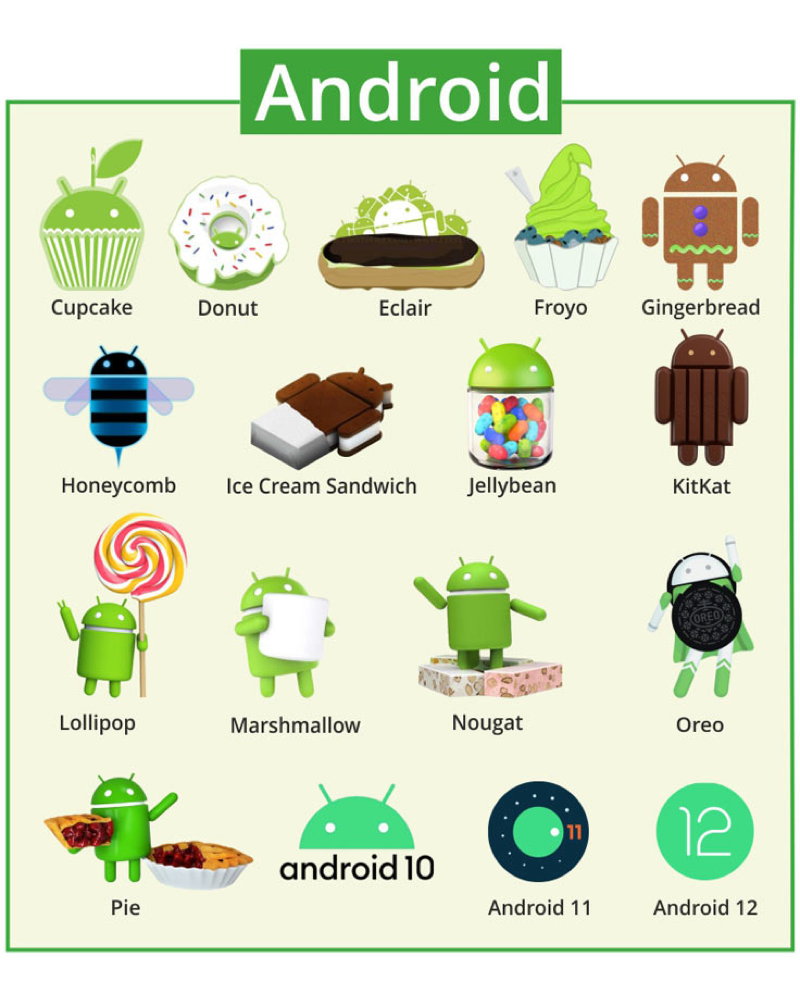 Android
Cupcake
Donut
Eclair
Froyo
Gingerbread
Honeycomb
Ice Cream Sandwich
Jellybean
KitKat
OREO
Lollipop
Marshmallow
Nougat
Oreo
android 10
11
12
Pie
Android 11
Android 12